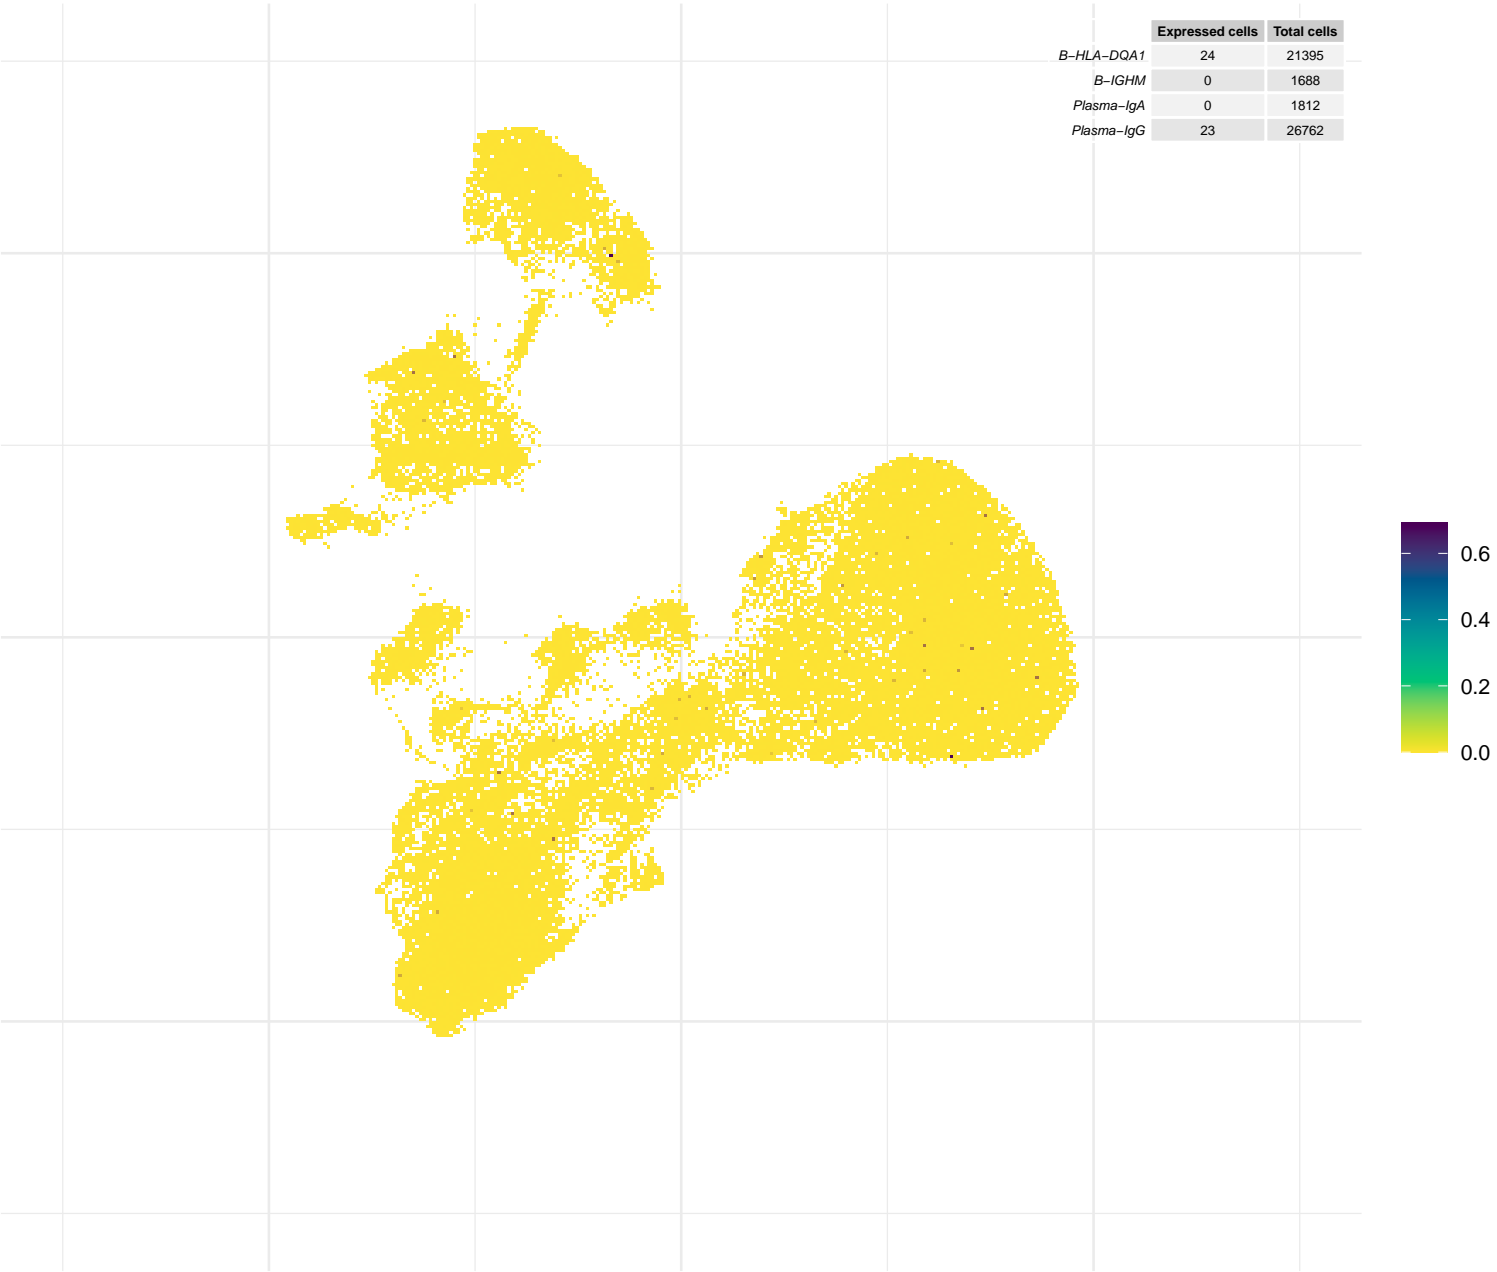 Expressed cells Total cells
B−HLA−DQA1 24 21395
B−IGHM 0 1688
Plasma−IgA 0 1812
Plasma−IgG 23 26762
0.6
0.4
0.2
0.0